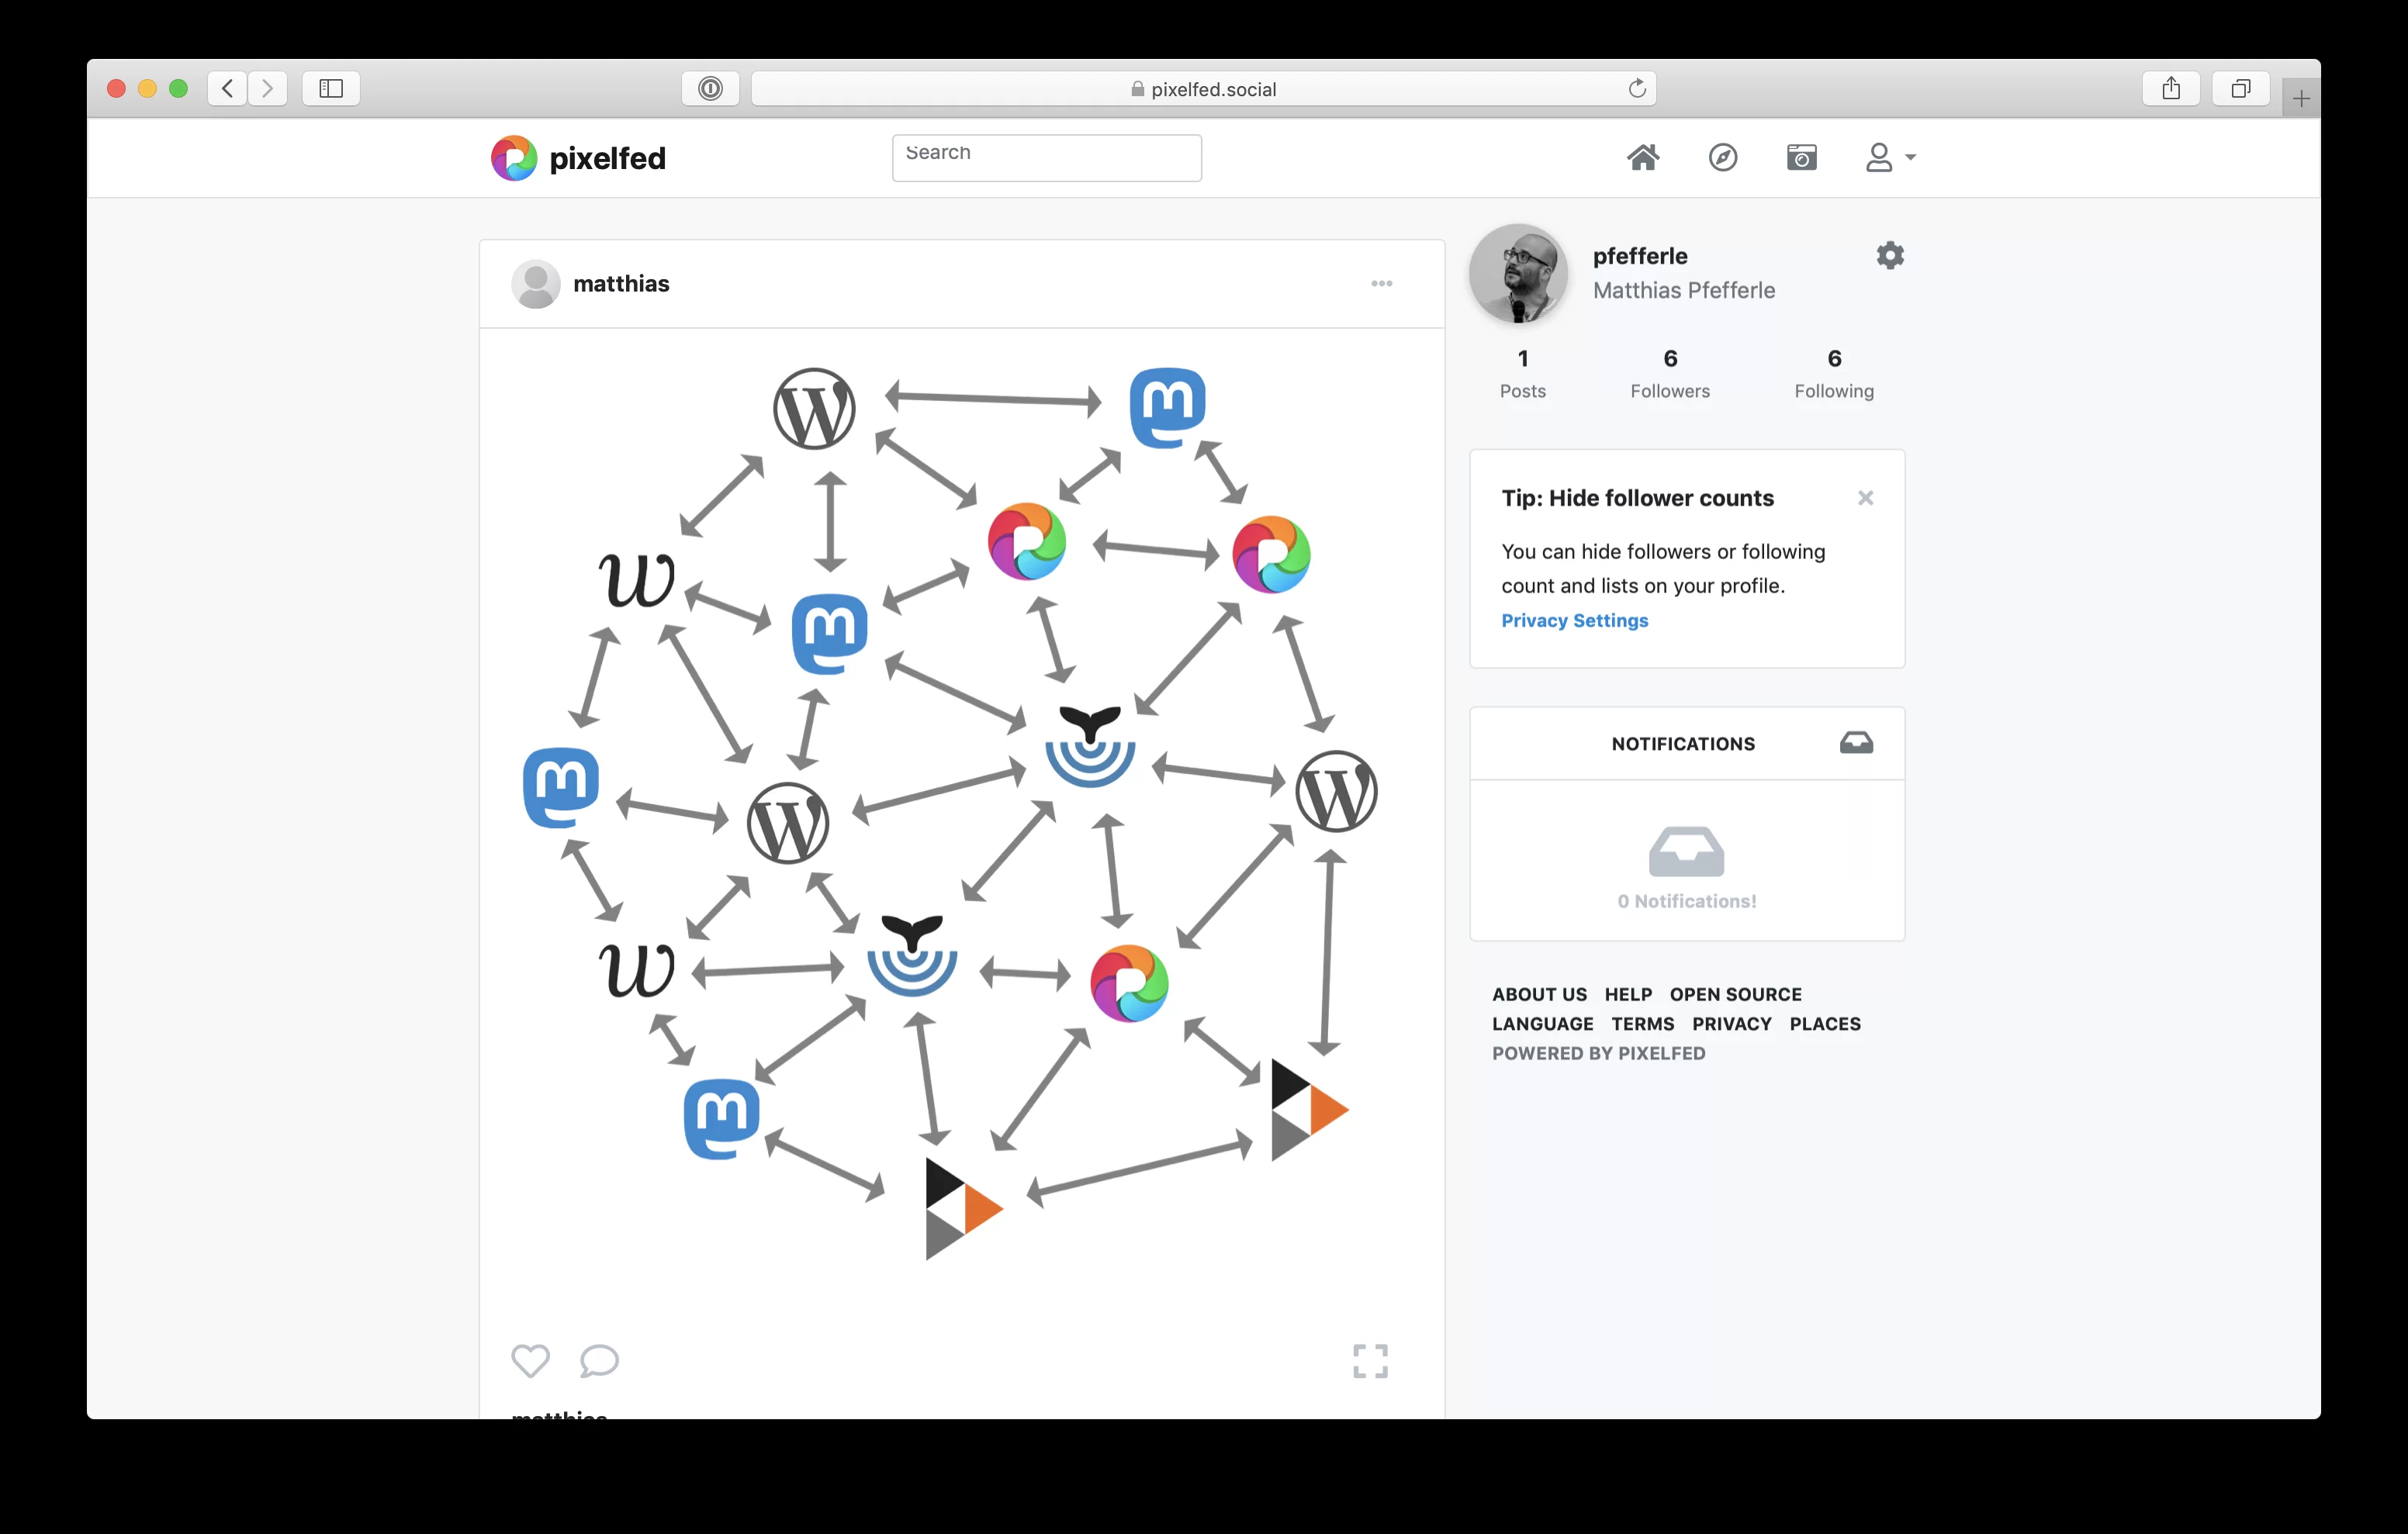 pixelfed.social
pixelfed
Search
matthias
pfefferle
Matthias Pfefferle
1
Posts
6
Followers
6
Following
Tip: Hide follower counts
You can hide followers or following
count and lists on your profile.
Privacy Settings
NOTIFICATIONS
0 Notifications!
ABOUT US HELP OPEN SOURCE
LANGUAGE TERMS PRIVACY PLACES
POWERED BY PIXELFED
matthias